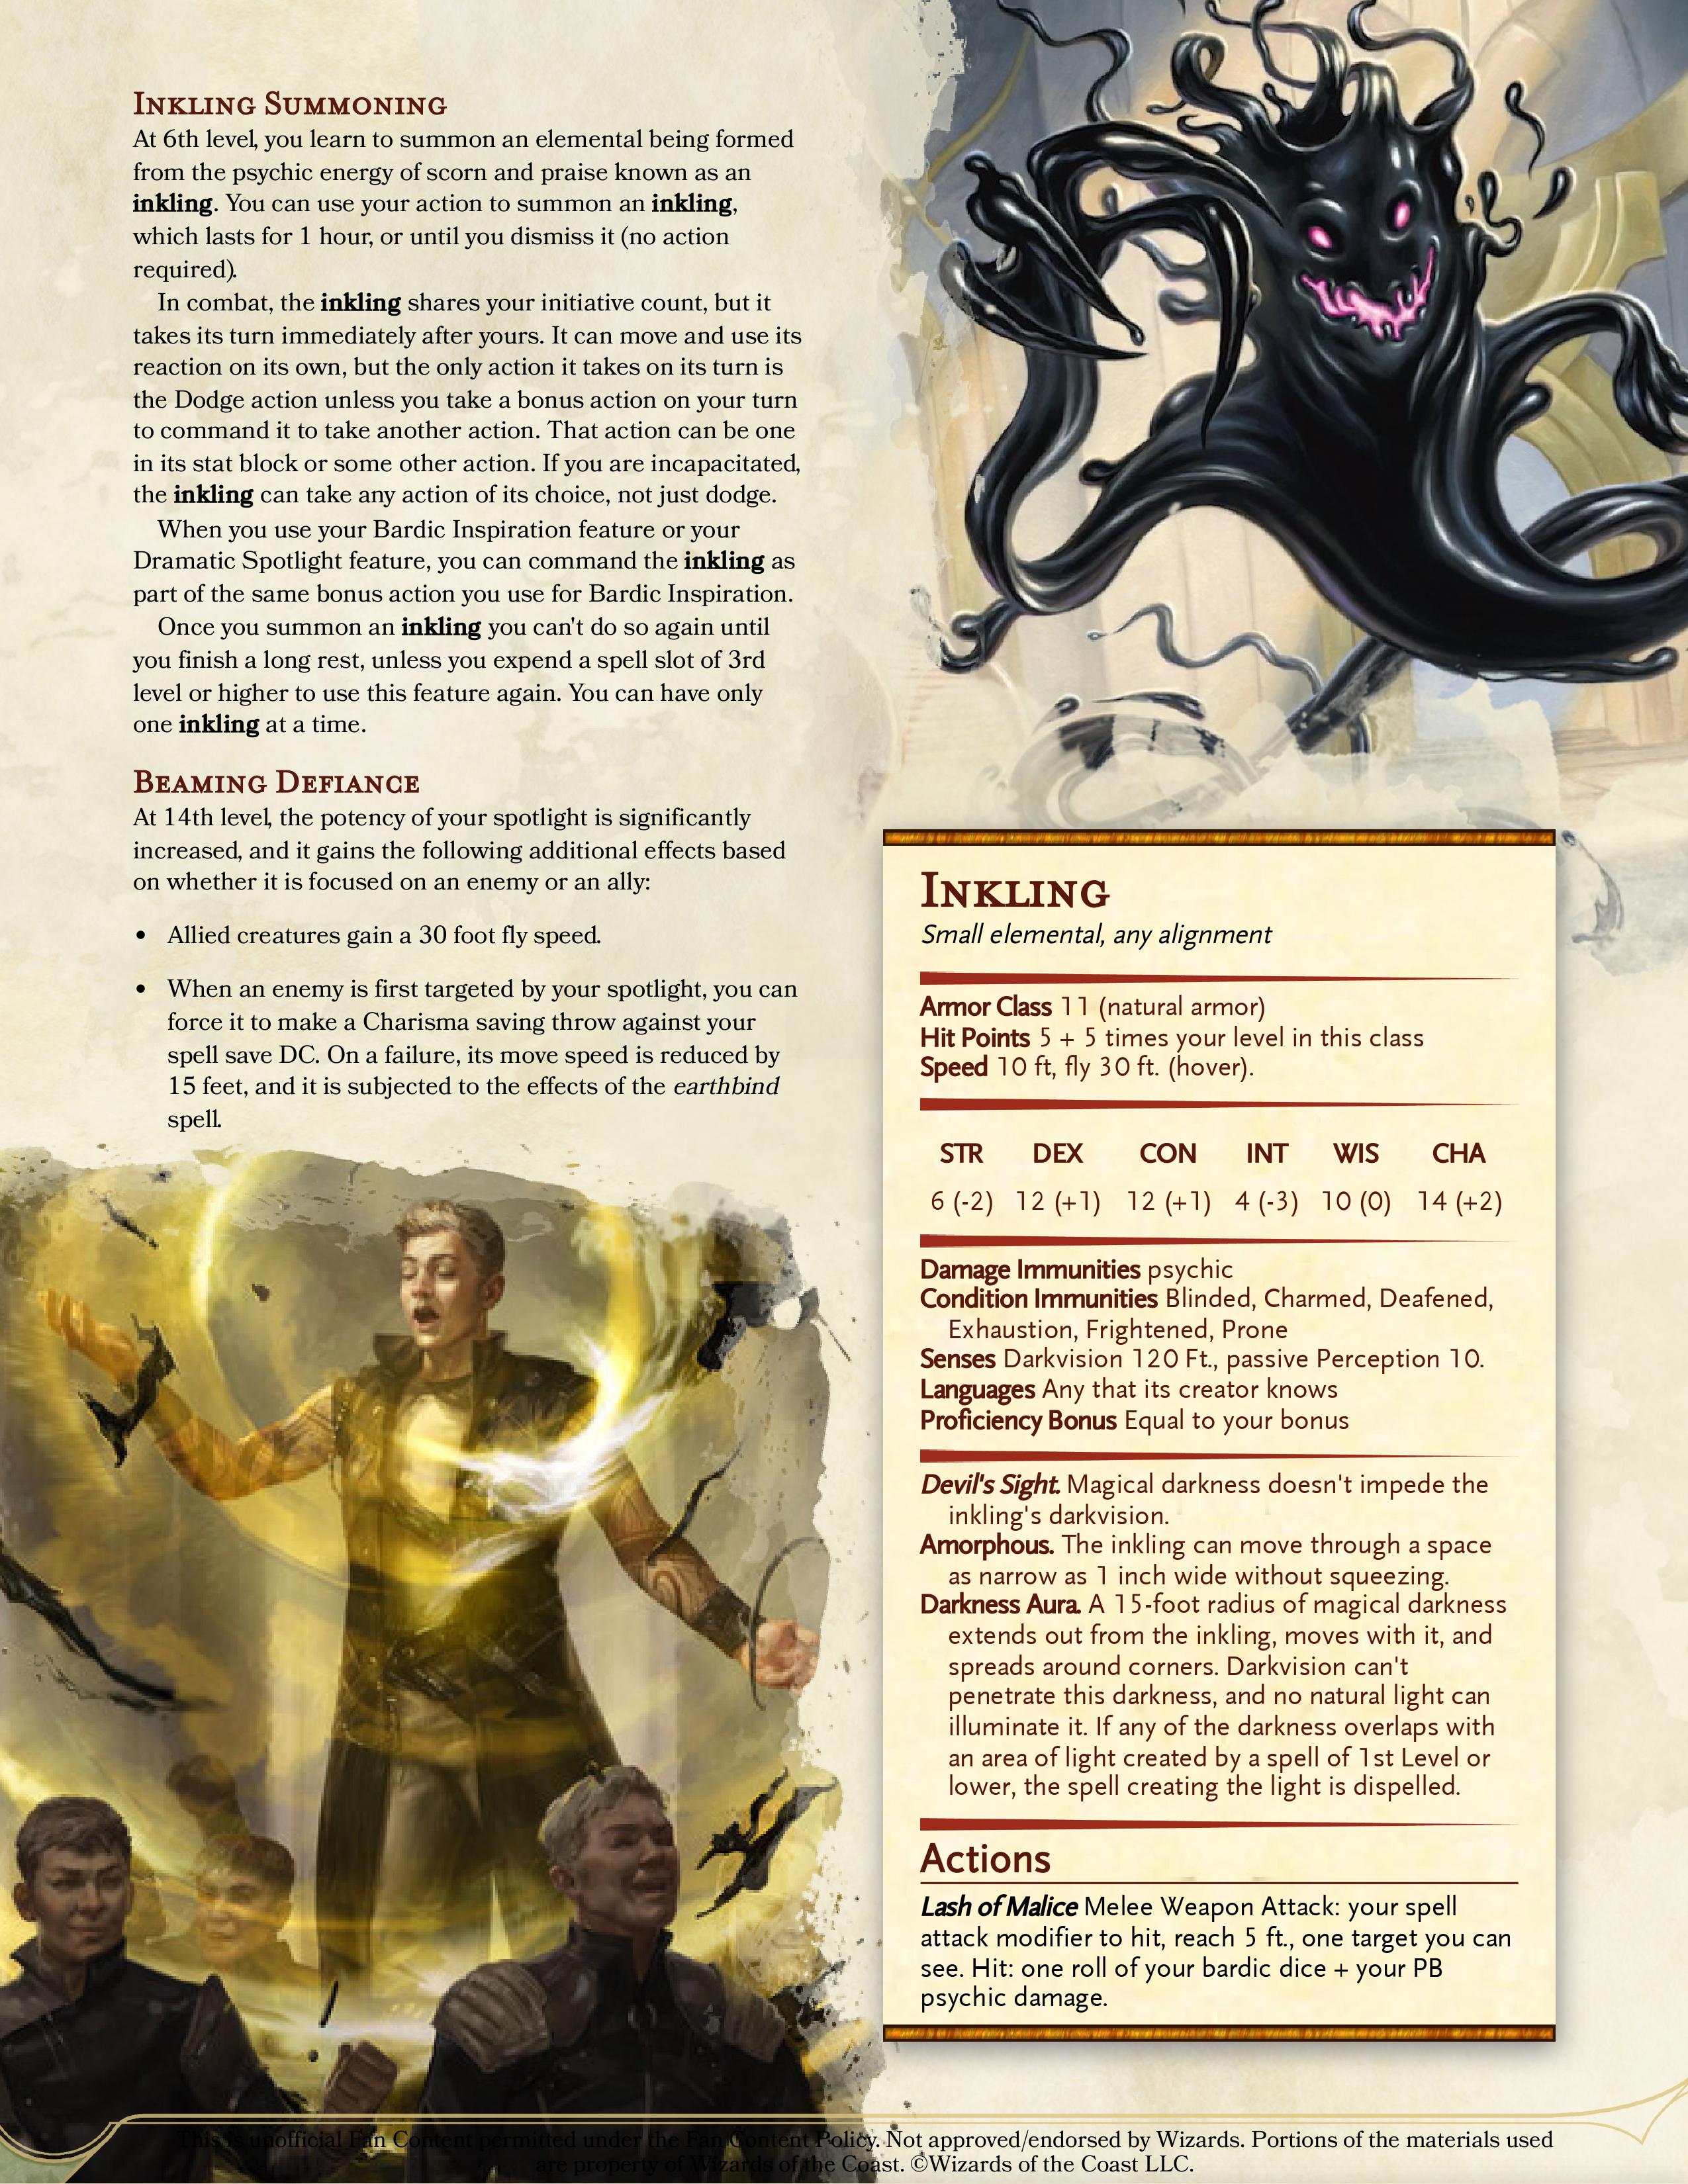 Inkling Summoning
At 6th level, you learn to summon an elemental being formed
from the psychic energy of scorn and praise known as an
inkling. You can use your action to summon an inkling,
which lasts for 1 hour, or until you dismiss it (no action
required).
In combat, the inkling shares your initiative count, but it
takes its turn immediately after yours. It can move and use its
reaction on its own, but the only action it takes on its turn is
the Dodge action unless you take a bonus action on your turn
to command it to take another action. That action can be one
in its stat block or some other action. If you are incapacitated,
the inkling can take any action of its choice, not just dodge.
When you use your Bardic Inspiration feature or your
Dramatic Spotlight feature, you can command the inkling as
part of the same bonus action you use for Bardic Inspiration.
Once you summon an inkling you can't do so again until
you finish a long rest, unless you expend a spell slot of 3rd
level or higher to use this feature again. You can have only
one inkling at a time.
Beaming Defiance
At 14th level, the potency of your spotlight is significantly
increased, and it gains the following additional effects based
on whether it is focused on an enemy or an ally:
• Allied creatures gain a 30 foot fly speed.
• When an enemy is first targeted by your spotlight, you can
force it to make a Charisma saving throw against your
spell save DC. On a failure, its move speed is reduced by
15 feet, and it is subjected to the effects of the earthbind
spell.
Inkling
Small elemental, any alignment
Armor Class 11 (natural armor)
Hit Points 5 + 5 times your level in this class
Speed 10 ft, fly 30 ft. (hover).
STR DEX CON INT WIS CHA
6 (-2) 12 (+1) 12 (+1) 4 (-3) 10 (0) 14 (+2)
Damage Immunities psychic
Condition Immunities Blinded, Charmed, Deafened,
Exhaustion, Frightened, Prone
Senses Darkvision 120 Ft., passive Perception 10.
Languages Any that its creator knows
Proficiency Bonus Equal to your bonus
Devil's Sight. Magical darkness doesn't impede the
inkling's darkvision.
Amorphous. The inkling can move through a space
as narrow as 1 inch wide without squeezing.
Darkness Aura. A 15-foot radius of magical darkness
extends out from the inkling, moves with it, and
spreads around corners. Darkvision can't
penetrate this darkness, and no natural light can
illuminate it. If any of the darkness overlaps with
an area of light created by a spell of 1st Level or
lower, the spell creating the light is dispelled.
Actions
Lash of Malice Melee Weapon Attack: your spell
attack modifier to hit, reach 5 ft., one target you can
see. Hit: one roll of your bardic dice + your PB
psychic damage.
This is unofficial Fan Content permitted under the Fan Content Policy. Not approved/endorsed by Wizards. Portions of the materials used
are property of Wizards of the Coast. ©Wizards of the Coast LLC.